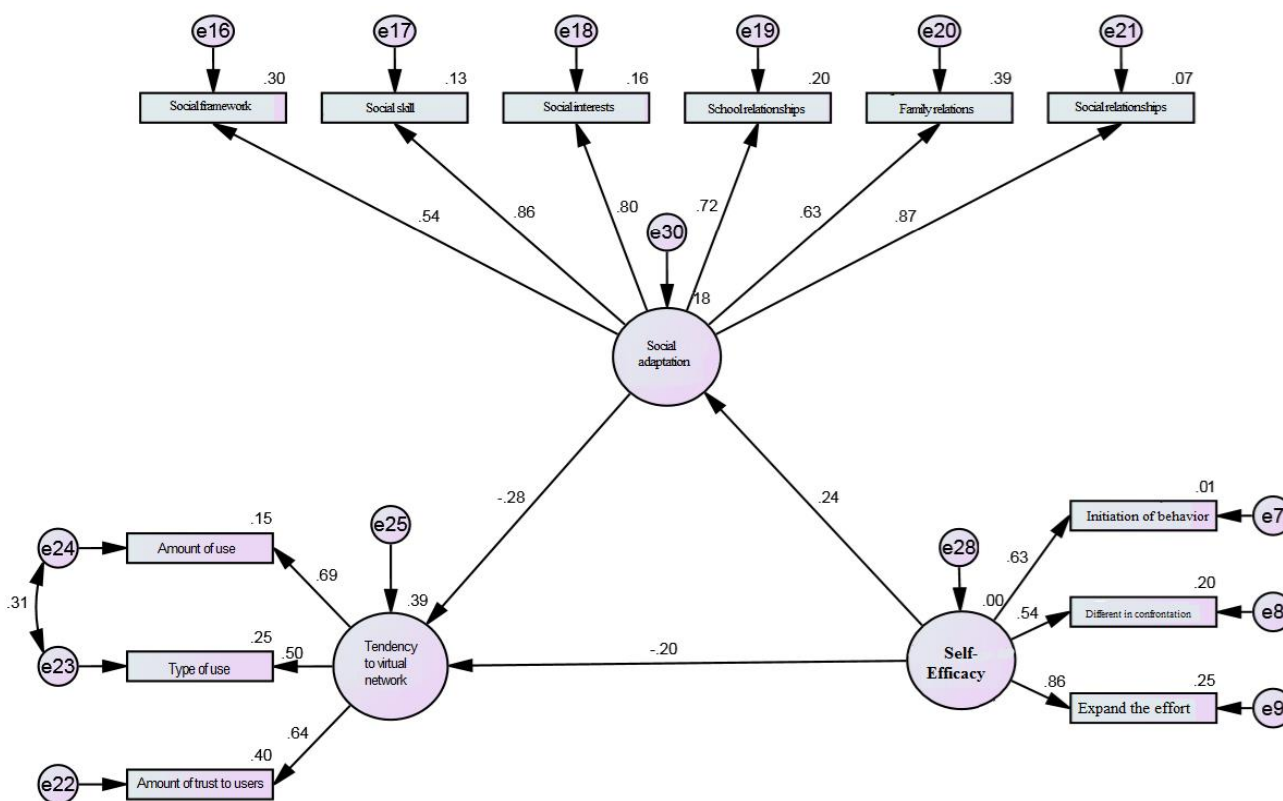 e16 e17 e18 e19 e20 e21
.30 .13 .16 .20 .39 .07
Social framework Social skill Social interests School relationships Family relations Social relationships
.54 .86 .80 .72 .63 .87
e30
.18
Social
adaptation
-.28 .24
e24 .15
Amount of use
.69
.31
e23 .25
Type of use
.50
e22 .40
Amount of trust to users
.64
e25
.39
Tendency
to virtual
network
-.20
e28
.00
Self-
Efficacy
.63
.01
Initiation of behavior e7
.54
.20
Different in confrontation e8
.86
.25
Expand the effort e9